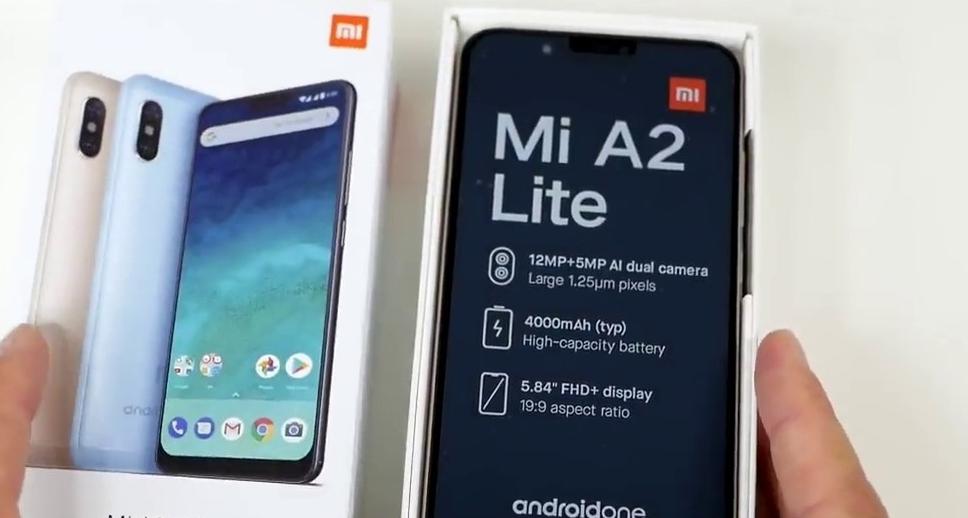 mi
mi
Mi A2
Lite
12MP+5MP AI dual camera
Large 1.25μm pixels
4000mAh (typ)
High-capacity battery
5.84" FHD+ display
19:9 aspect ratio
androidone